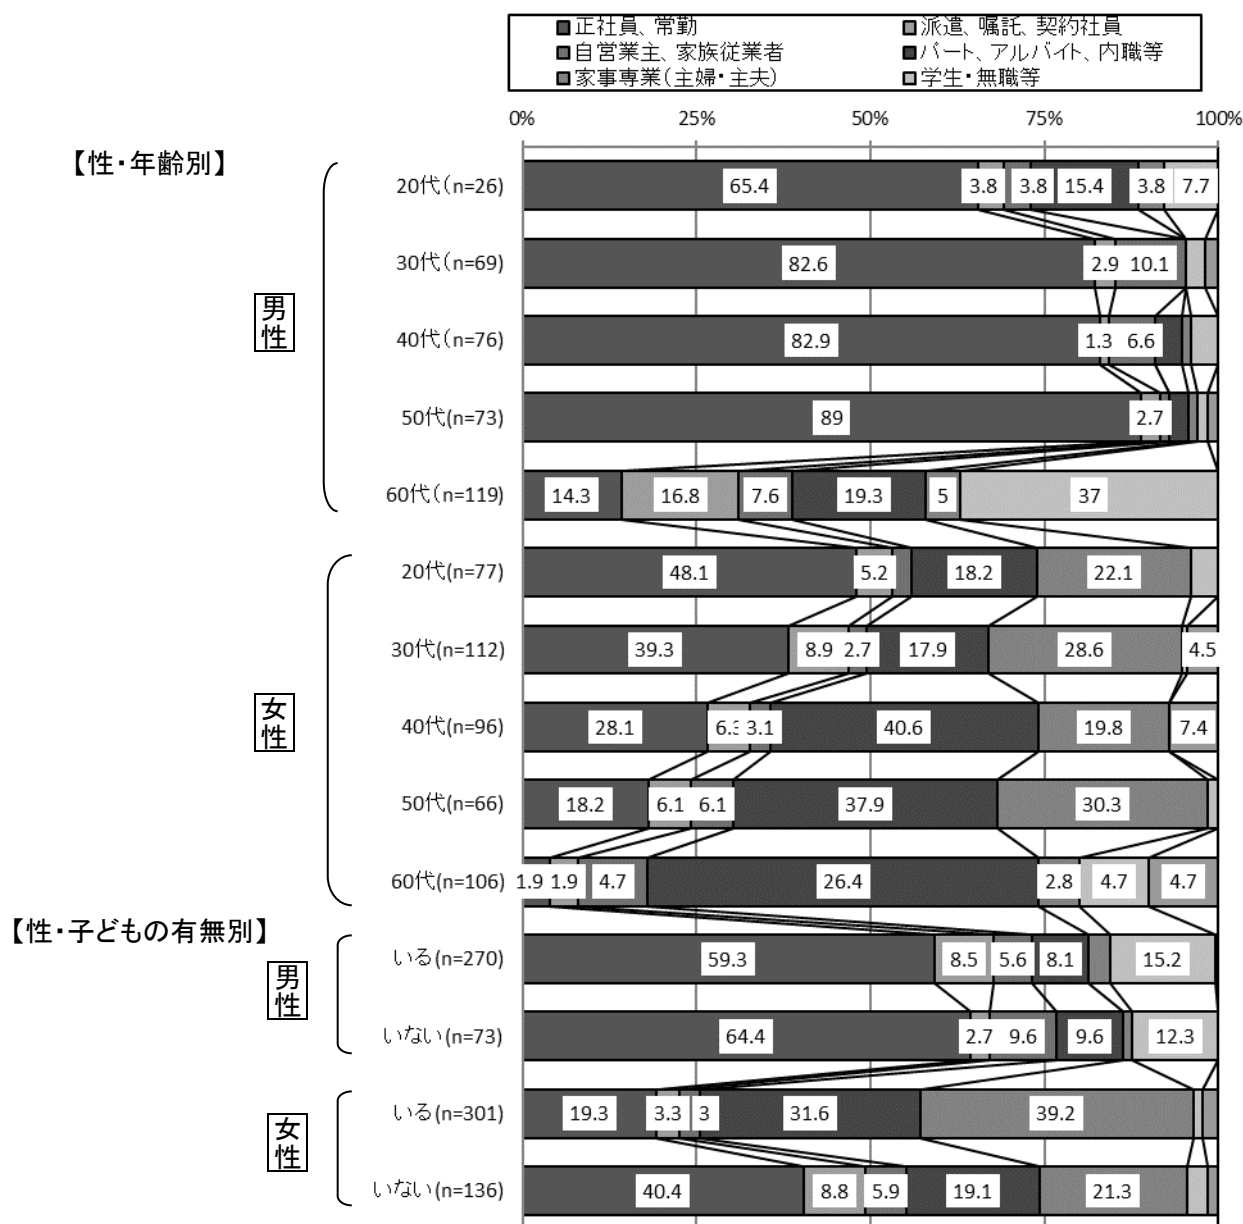 正社員、常勤 派遣、嘱託、契約社員
自営業主、家族従業者 パート、アルバイト、内職等
家事専業(主婦・主夫) 学生・無職等
0% 25% 50% 75% 100%
【性・年齢別】
男性
20代(n=26) 65.4 3.8 3.8 15.4 3.8 7.7
30代(n=69) 82.6 2.9 10.1
40代(n=76) 82.9 1.3 6.6
50代(n=73) 89 2.7
60代(n=119) 14.3 16.8 7.6 19.3 5 37
女性
20代(n=77) 48.1 5.2 18.2 22.1
30代(n=112) 39.3 8.9 2.7 17.9 28.6 4.5
40代(n=96) 28.1 6.3 3.1 40.6 19.8 7.4
50代(n=66) 18.2 6.1 6.1 37.9 30.3
60代(n=106) 1.9 1.9 4.7 26.4 2.8 4.7 4.7
【性・子どもの有無別】
男性
いる(n=270) 59.3 8.5 5.6 8.1 15.2
いない(n=73) 64.4 2.7 9.6 9.6 12.3
女性
いる(n=301) 19.3 3.3 3 31.6 39.2
いない(n=136) 40.4 8.8 5.9 19.1 21.3